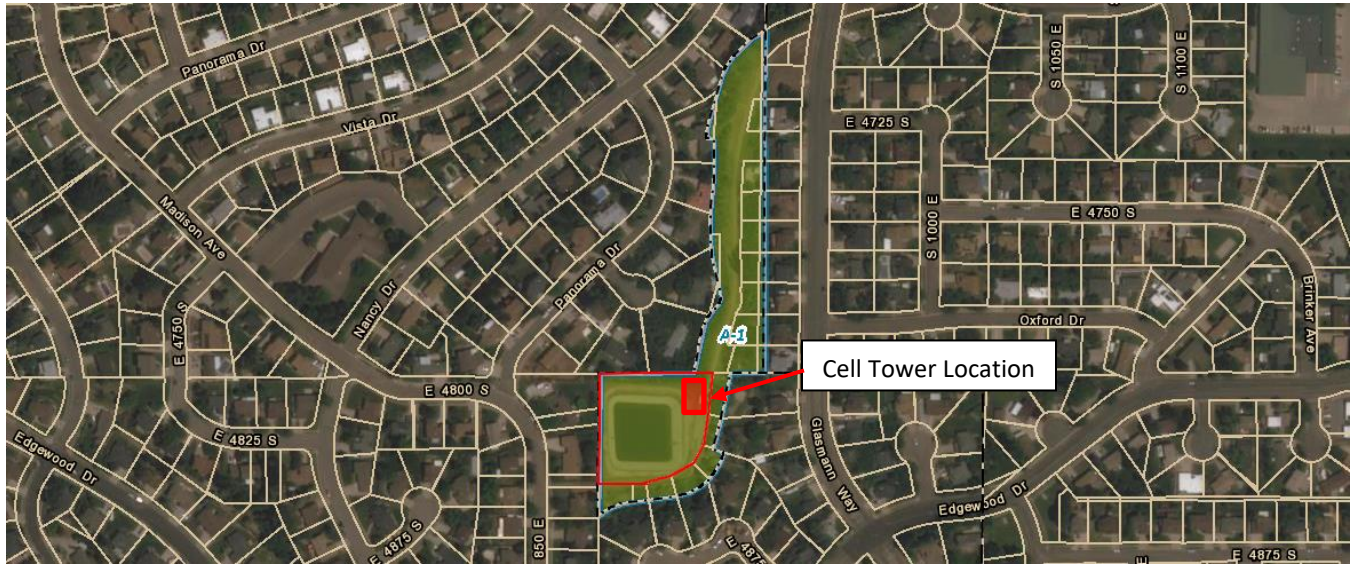 Panorama Dr
S 1050 E
S 1100 E
Vista Dr
E 4725 S
Madison Ave
S 1000 E
E 4750 S
Panorama Dr
Brinker Ave
E 4750 S
Nancy Dr
Oxford Dr
A-1
Cell Tower Location
E 4800 S
Glasmann Way
E 4825 S
Edgewood Dr
Edgewood Dr
850 E
E 4875 S
E 4875
E 4875 S